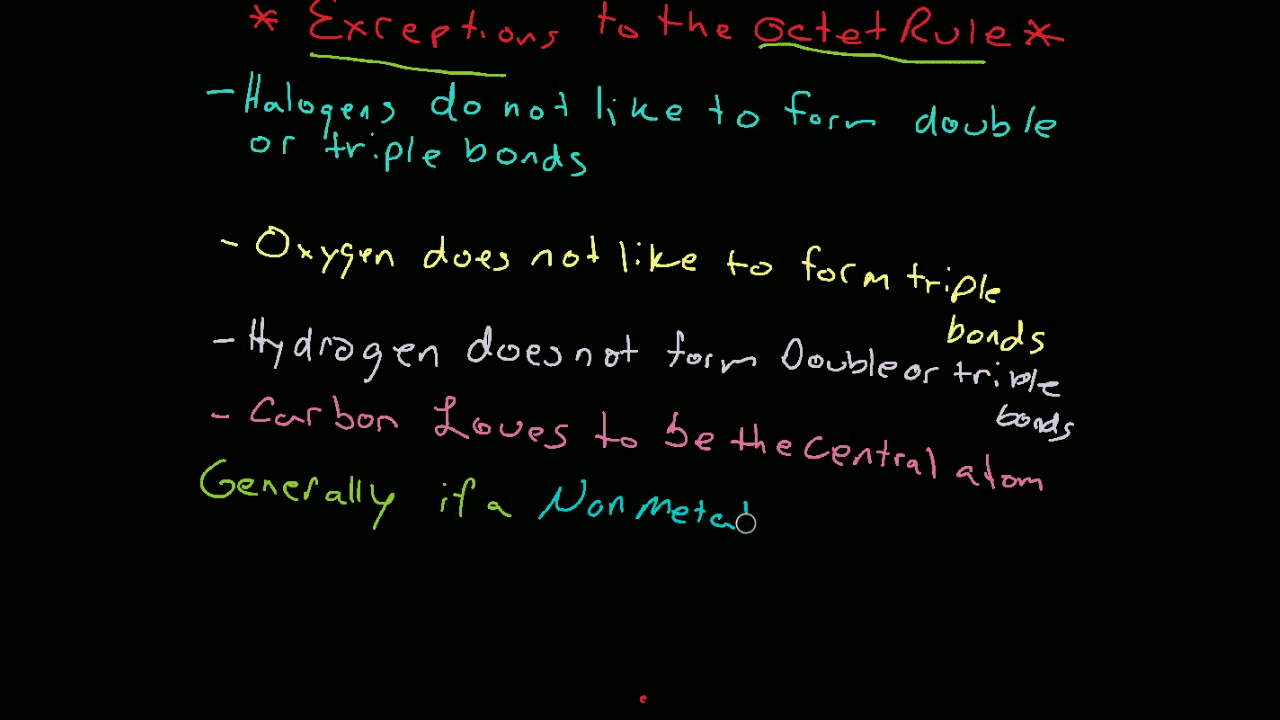 * Exceptions to the Octet Rule *
- Halogens do not like to form double
or triple bonds
- Oxygen does not like to form triple
bonds
- Hydrogen does not form Double or triple
bonds
- Carbon Loves to be the central atom
Generally if a Nonmetal